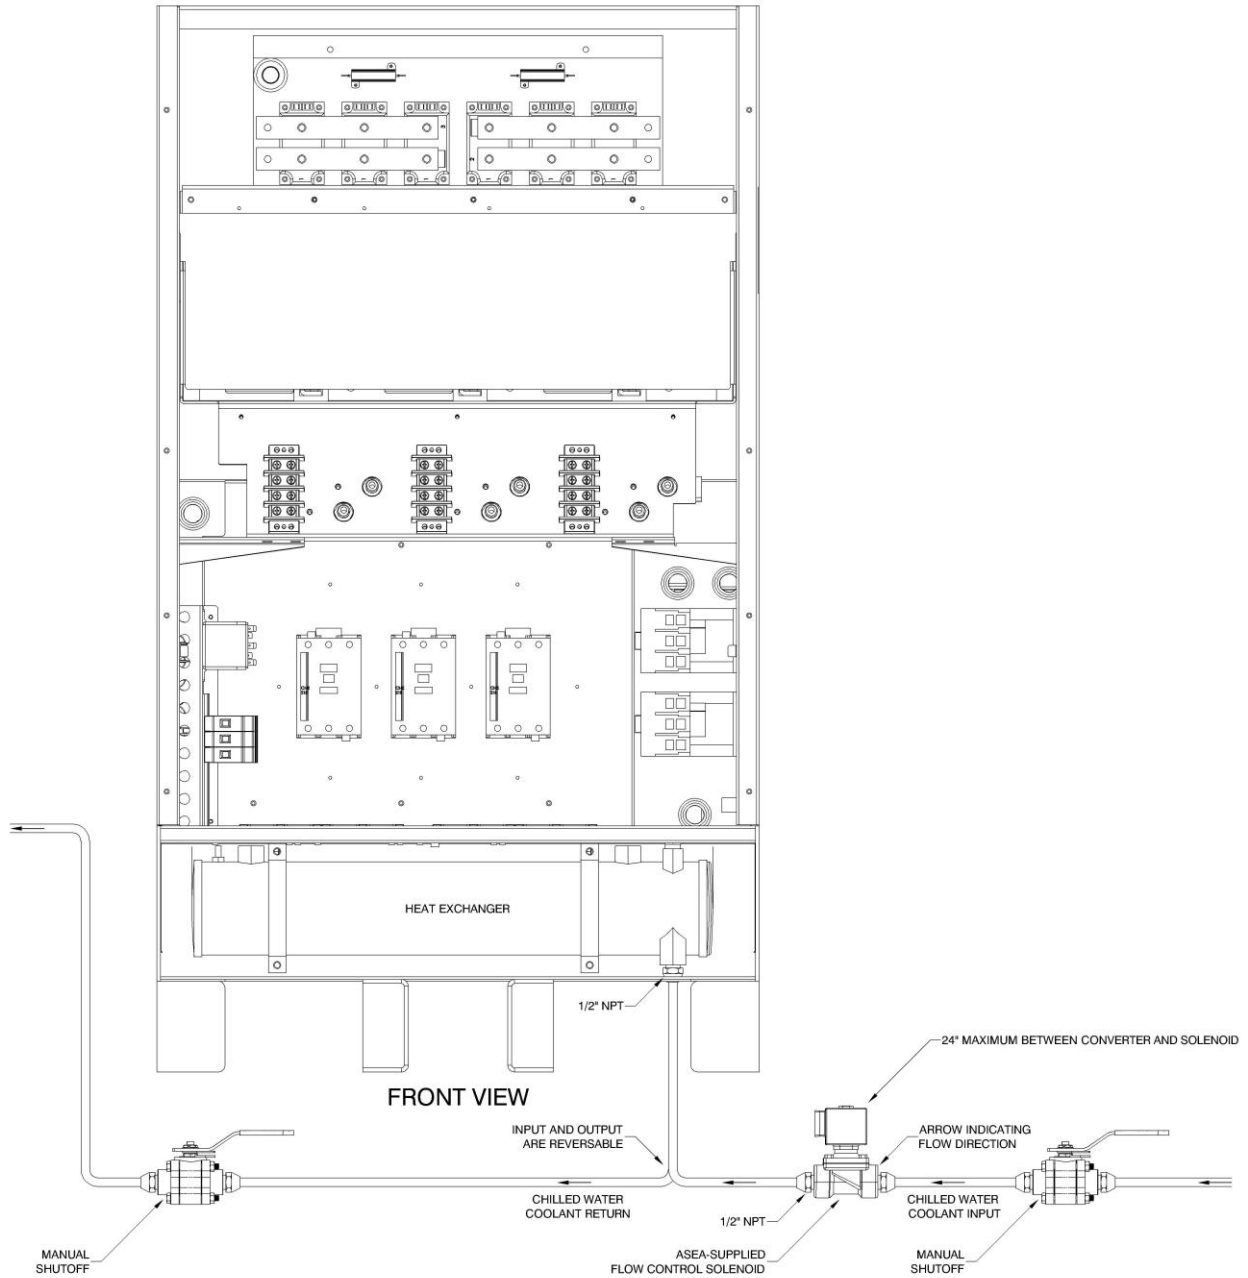 HEAT EXCHANGER
1/2" NPT
24" MAXIMUM BETWEEN CONVERTER AND SOLENOID
FRONT VIEW
INPUT AND OUTPUT
ARE REVERSABLE
ARROW INDICATING
FLOW DIRECTION
CHILLED WATER
COOLANT RETURN
CHILLED WATER
COOLANT INPUT
1/2" NPT
MANUAL
SHUTOFF
ASEA-SUPPLIED
FLOW CONTROL SOLENOID
MANUAL
SHUTOFF